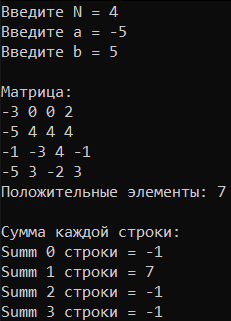 Введите N = 4
Введите a = -5
Введите b = 5
Матрица:
-3 0 0 2
-5 4 4 4
-1 -3 4 -1
-5 3 -2 3
Положительные элементы: 7
Сумма каждой строки:
Summ 0 строки = -1
Summ 1 строки = 7
Summ 2 строки = -1
Summ 3 строки = -1